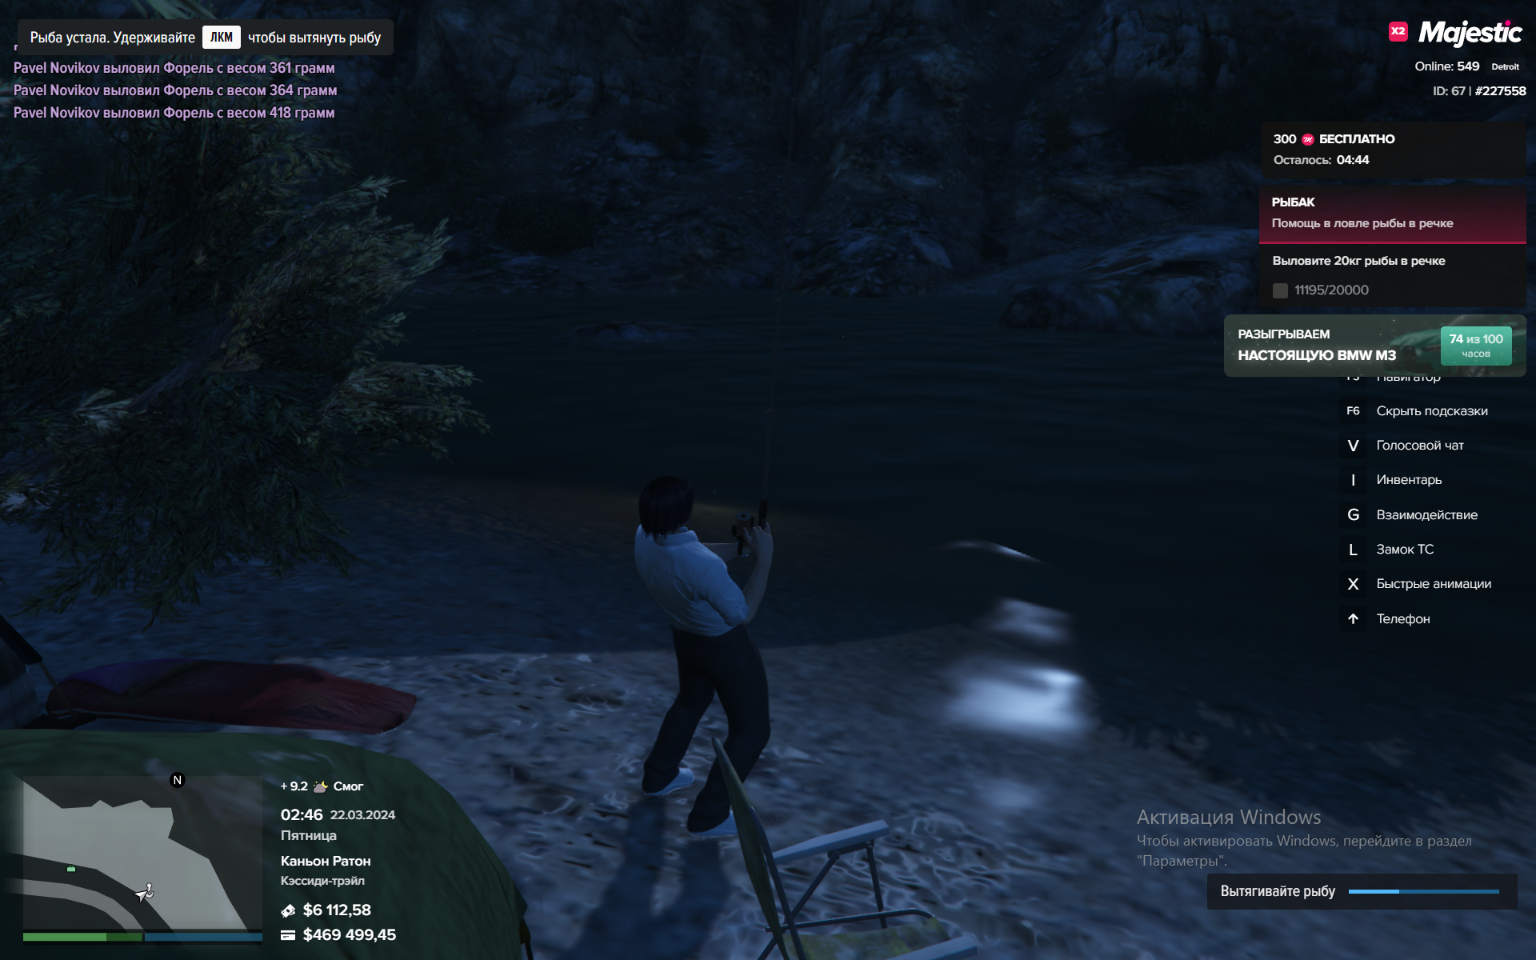 Рыба устала. Удерживайте ЛКМ чтобы вытянуть рыбу
Pavel Novikov выловил Форель с весом 361 грамм
Pavel Novikov выловил Форель с весом 364 грамм
Pavel Novikov выловил Форель с весом 418 грамм
X2 Majestic
Online: 549 Detroit
ID: 67 | #227558
300 БЕСПЛАТНО
Осталось: 04:44
РЫБАК
Помощь в ловле рыбы в речке
Выловите 20кг рыбы в речке
11195/20000
РАЗЫГРЫВАЕМ
НАСТОЯЩУЮ BMW M3
74 из 100
часов
F5 Навигатор
F6 Скрыть подсказки
V Голосовой чат
I Инвентарь
G Взаимодействие
L Замок ТС
X Быстрые анимации
↑ Телефон
N
+9.2 Смог
02:46 22.03.2024
Пятница
Каньон Ратон
Кэссиди-трэйл
$6 112,58
$469 499,45
Активация Windows
Чтобы активировать Windows, перейдите в раздел
"Параметры".
Вытягивайте рыбу